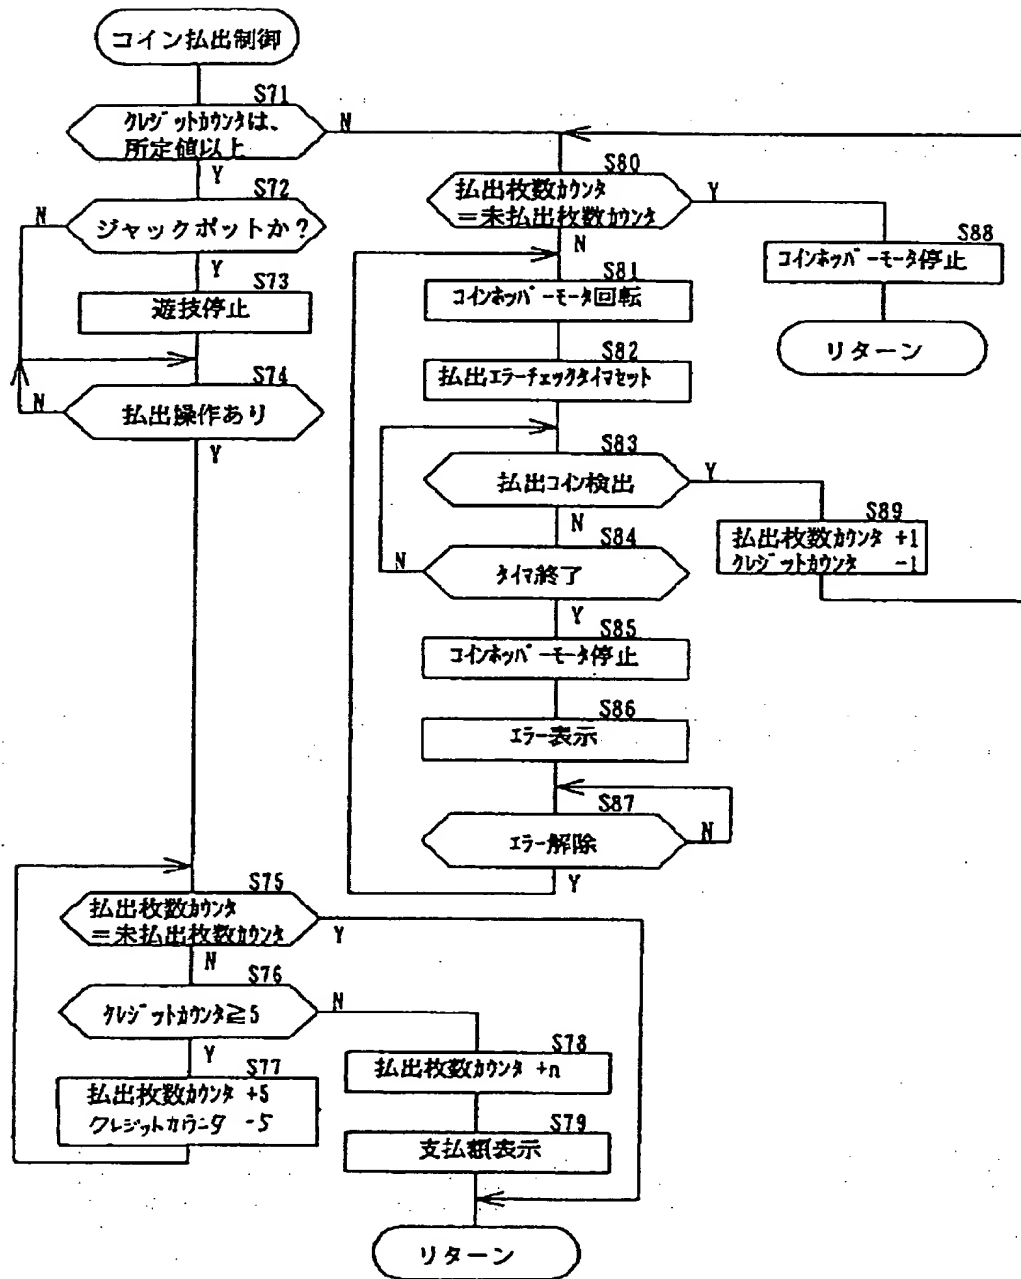 コイン払出制御
S71
クレジットカウンタは、
所定値以上
N
Y
S72
ジャックポットか?
N
Y
S73
遊技停止
S74
払出操作あり
N
Y
S75
払出枚数カウンタ
=未払出枚数カウンタ
Y
N
S76
クレジットカウンタ≧5
N
Y
S77
払出枚数カウンタ +5
クレジットカウンタ -5
S78
払出枚数カウンタ +n
S79
支払額表示
リターン
S80
払出枚数カウンタ
=未払出枚数カウンタ
Y
N
S81
コインホッパーモータ回転
S82
払出エラーチェックタイマセット
S83
払出コイン検出
Y
N
S84
タイマ終了
N
Y
S85
コインホッパーモータ停止
S86
エラー表示
S87
エラー解除
N
Y
S88
コインホッパーモータ停止
リターン
S89
払出枚数カウンタ +1
クレジットカウンタ -1